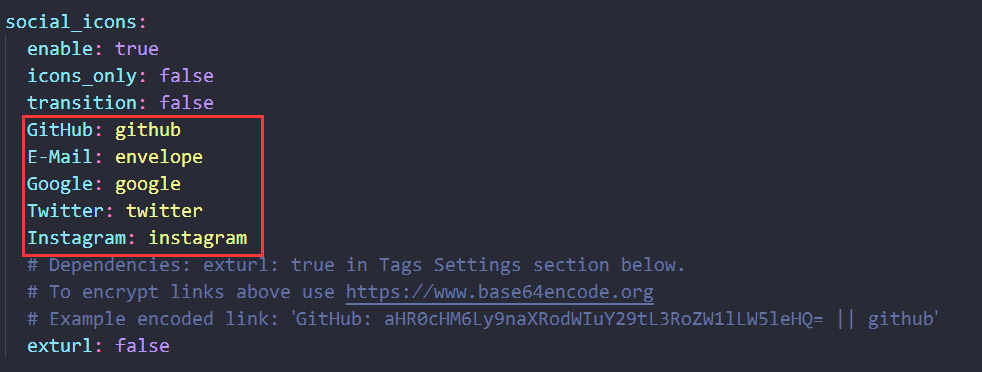 social_icons:
  enable: true
  icons_only: false
  transition: false
  GitHub: github
  E-Mail: envelope
  Google: google
  Twitter: twitter
  Instagram: instagram
  # Dependencies: exturl: true in Tags Settings section below.
  # To encrypt links above use https://www.base64encode.org
  # Example encoded link: 'GitHub: aHR0cHM6Ly9naXRodWIuY29tL3RoZW1lLW5leHQ= || github'
  exturl: false